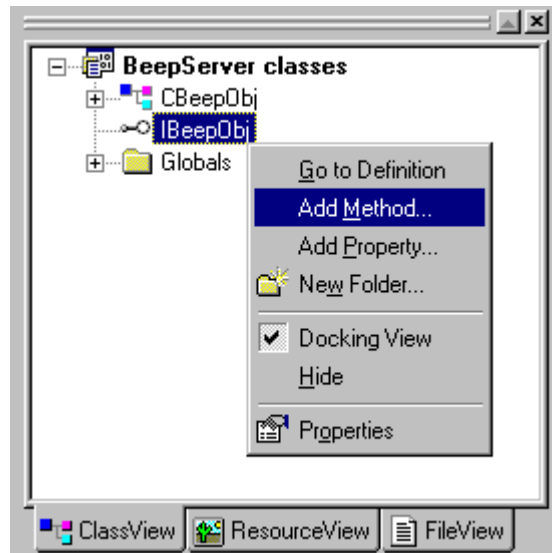 BeepServer classes
CBeepObj
IBeepObj
Globals
Go to Definition
Add Method...
Add Property...
New Folder...
Docking View
Hide
Properties
ClassView ResourceView FileView